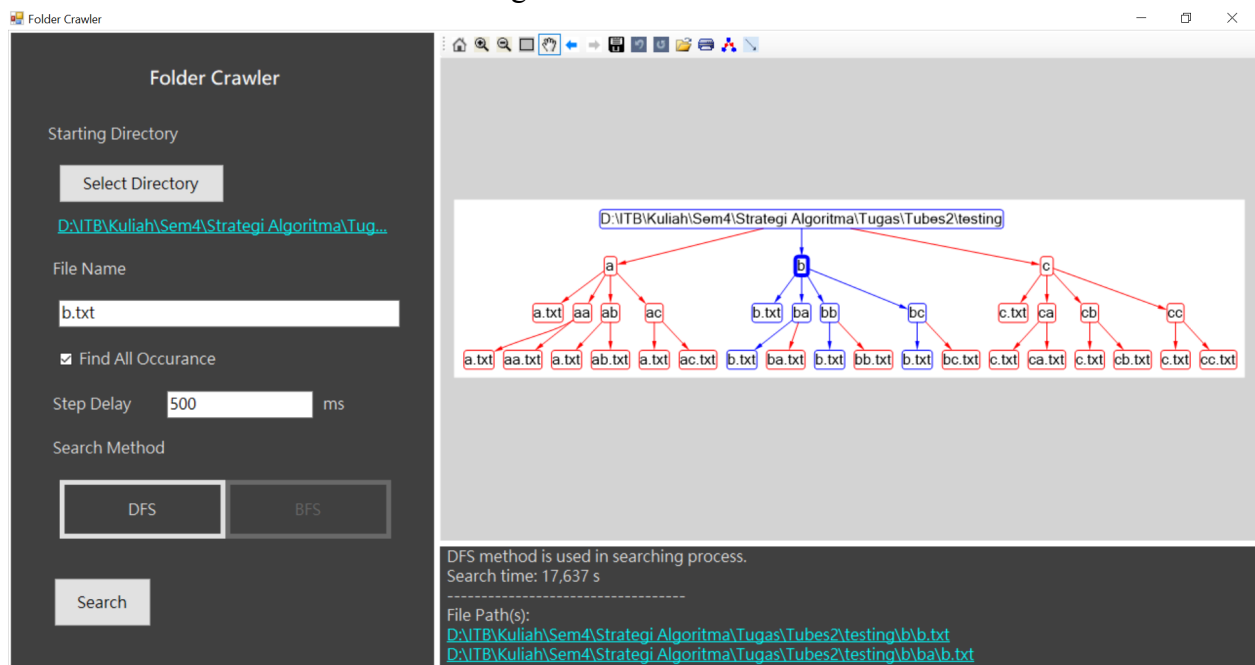 Folder Crawler
Folder Crawler
Starting Directory
Select Directory
D:\ITB\Kuliah\Sem4\Strategi Algoritma\Tug...
File Name
b.txt
Find All Occurance
Step Delay 500 ms
Search Method
DFS BFS
Search
D:\ITB\Kuliah\Sem4\Strategi Algoritma\Tugas\Tubes2\testing
a b c
a.txt aa ab ac b.txt ba bb bc c.txt ca cb cc
a.txt aa.txt a.txt ab.txt a.txt ac.txt b.txt ba.txt b.txt bb.txt b.txt bc.txt c.txt ca.txt c.txt cb.txt c.txt cc.txt
DFS method is used in searching process.
Search time: 17,637 s
-----------------------------------
File Path(s):
D:\ITB\Kuliah\Sem4\Strategi Algoritma\Tugas\Tubes2\testing\b\b.txt
D:\ITB\Kuliah\Sem4\Strategi Algoritma\Tugas\Tubes2\testing\b\ba\b.txt